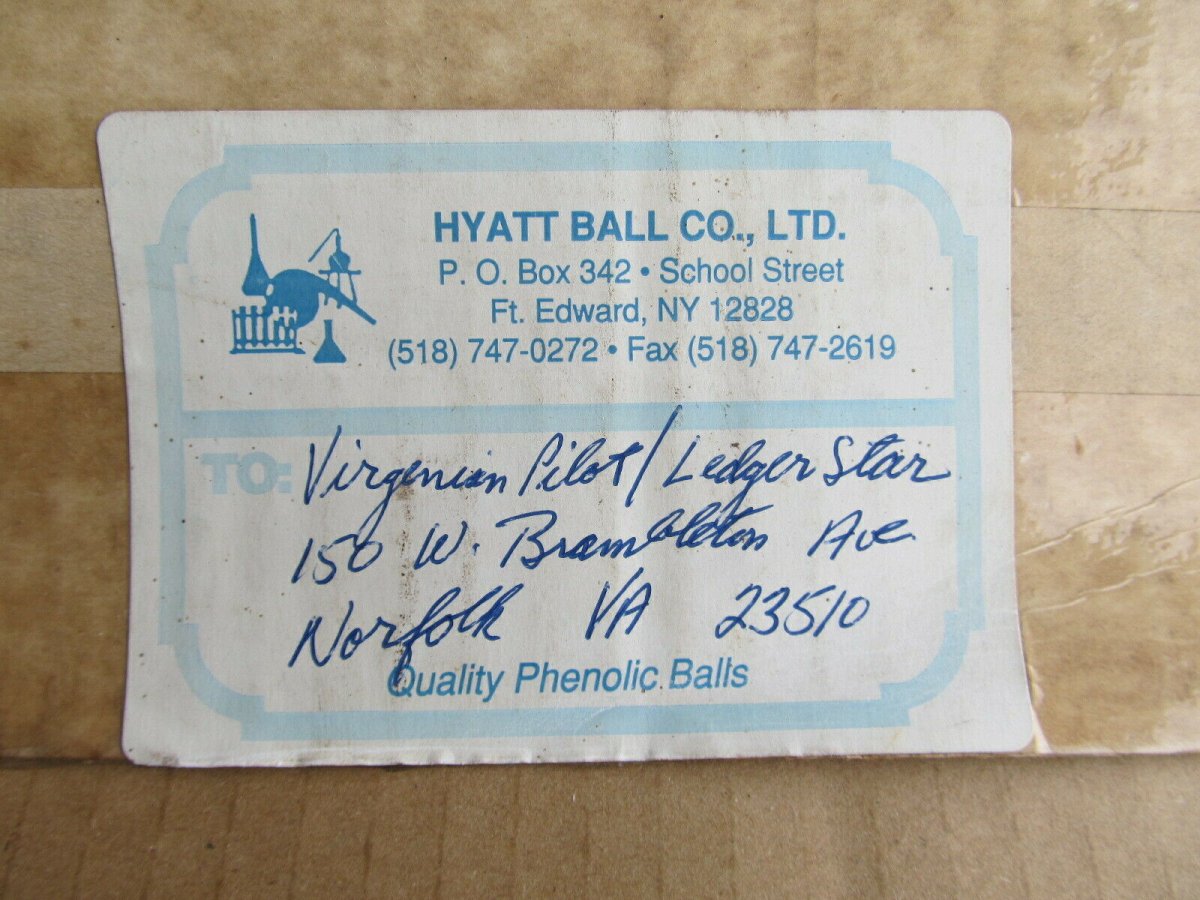 HYATT BALL CO., LTD.
P. O. Box 342 • School Street
Ft. Edward, NY 12828
(518) 747-0272 • Fax (518) 747-2619
TO: Virgenian Pilot/Ledger Star
150 W. Brambleton Ave
Norfolk VA 23510
Quality Phenolic Balls